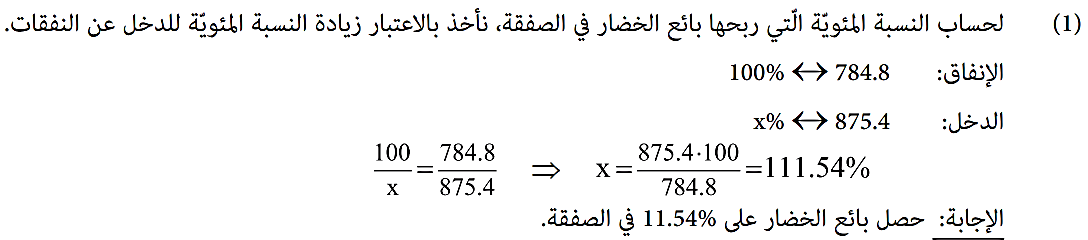 (1) لحساب النسبة المئويّة الّتي ربحها بائع الخضار في الصفقة، نأخذ بالاعتبار زيادة النسبة المئويّة للدخل عن النفقات.
الإنفاق: 784.8 ↔ 100%
الدخل: 875.4 ↔ x%
100/x = 784.8/875.4 ⇒ x = 875.4·100/784.8 = 111.54%
الإجابة: حصل بائع الخضار على 11.54% في الصفقة.